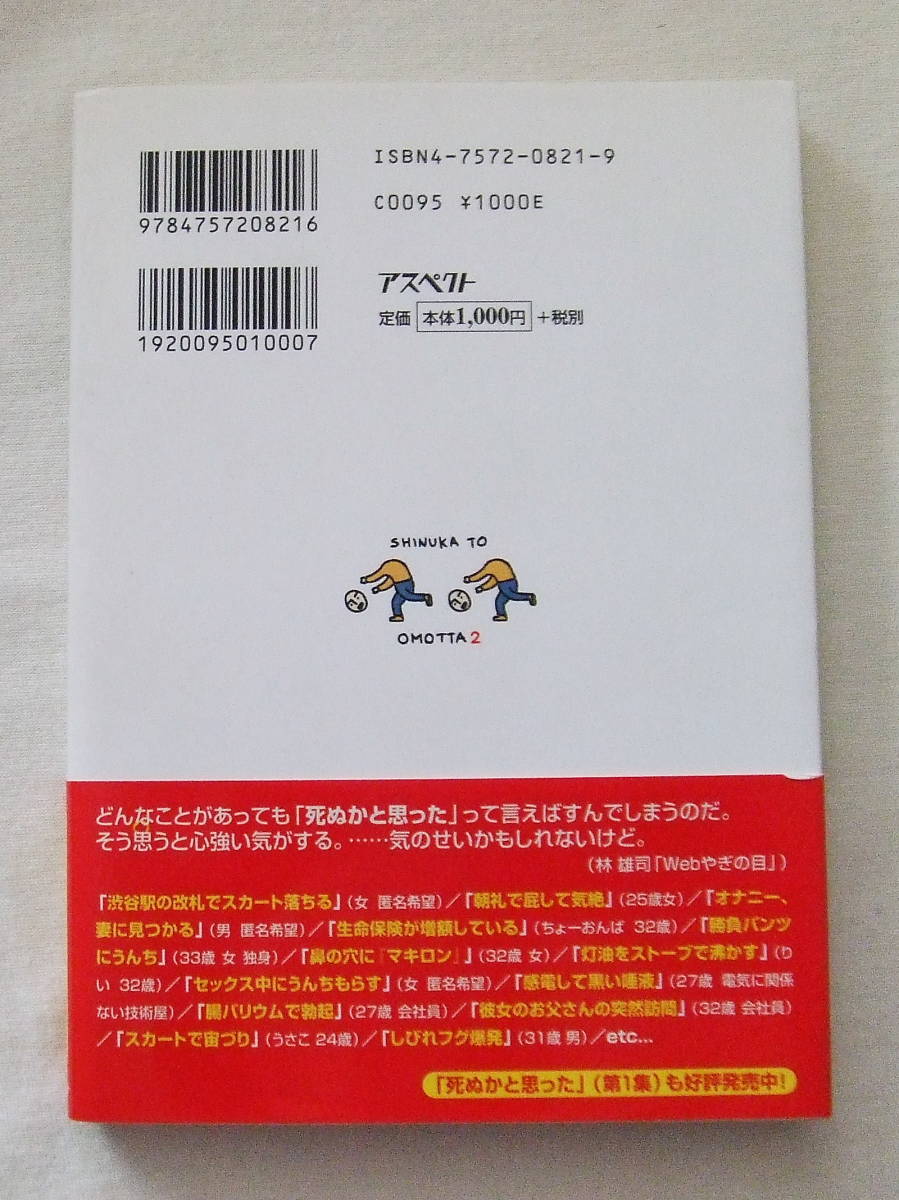 ISBN4-7572-0821-9
9784757208216
C0095 ¥1000E
アスペクト
定価 本体1,000円 +税別
1920095010007
SHINUKA TO
OMOTTA2
どんなことがあっても「死ぬかと思った」って言えばすんでしまうのだ。
そう思うと心強い気がする。……気のせいかもしれないけど。
(林 雄司「Webやぎの目」)
「渋谷駅の改札でスカート落ちる」(女 匿名希望)/「朝礼で屁して気絶」(25歳女)/「オナニー、
妻に見つかる」(男 匿名希望)/「生命保険が増額している」(ちょーおんば 32歳)/「勝負パンツ
にうんち」(33歳 女 独身)/「鼻の穴に『マキロン』」(32歳 女)/「灯油をストーブで沸かす」(り
い 32歳)/「セックス中にうんちもらす」(女 匿名希望)/「感電して黒い唾液」(27歳 電気に関係
ない技術屋)/「腸バリウムで勃起」(27歳 会社員)/「彼女のお父さんの突然訪問」(32歳 会社員)
/「スカートで宙づり」(うさこ 24歳)/「しびれフグ爆発」(31歳 男)/etc...
「死ぬかと思った」(第1集)も好評発売中!